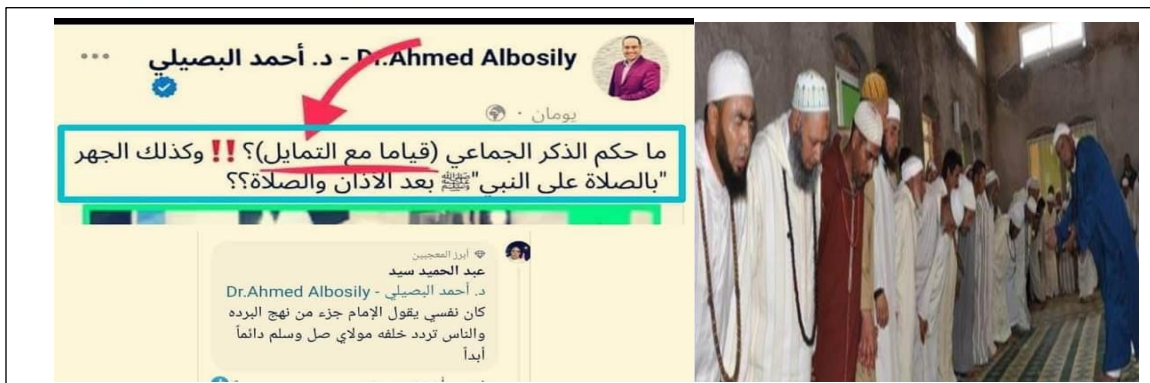 د. أحمد البصيلي - Dr.Ahmed Albosily
يومان
ما حكم الذكر الجماعي (قياما مع التمايل)؟ ‼ وكذلك الجهر
"بالصلاة على النبي"ﷺ بعد الأذان والصلاة؟؟
أبرز المعجبين
عبد الحميد سيد
د. أحمد البصيلي - Dr.Ahmed Albosily
كان نفسي يقول الإمام جزء من نهج البرده
والناس تردد خلفه مولاي صل وسلم دائماً
أبداً